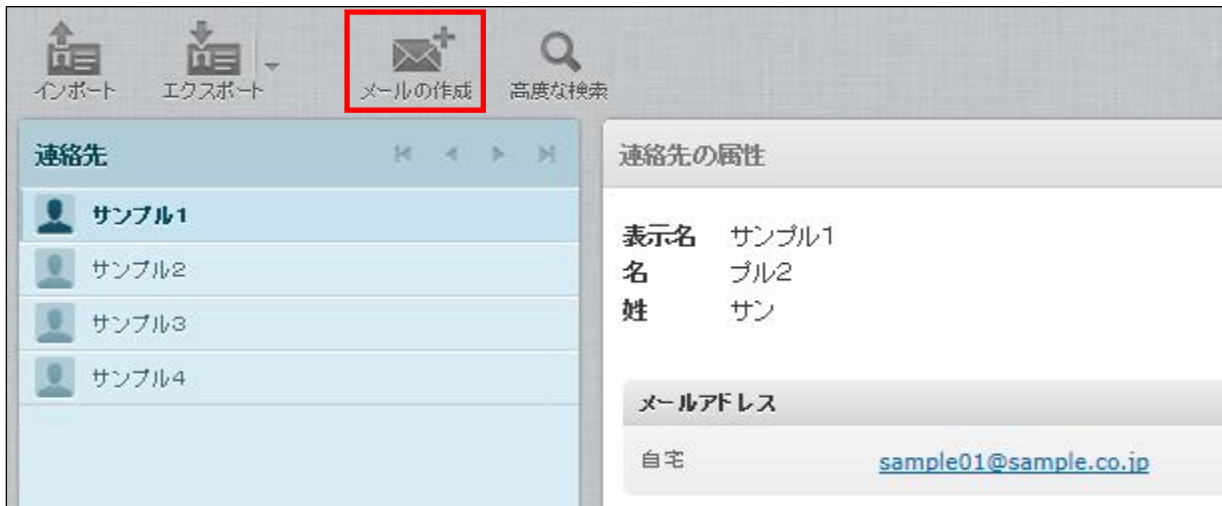 インポート エクスポート メールの作成 高度な検索
連絡先
サンプル1
サンプル2
サンプル3
サンプル4
連絡先の属性
表示名 サンプル1
名 プル2
姓 サン
メールアドレス
自宅 sample01@sample.co.jp